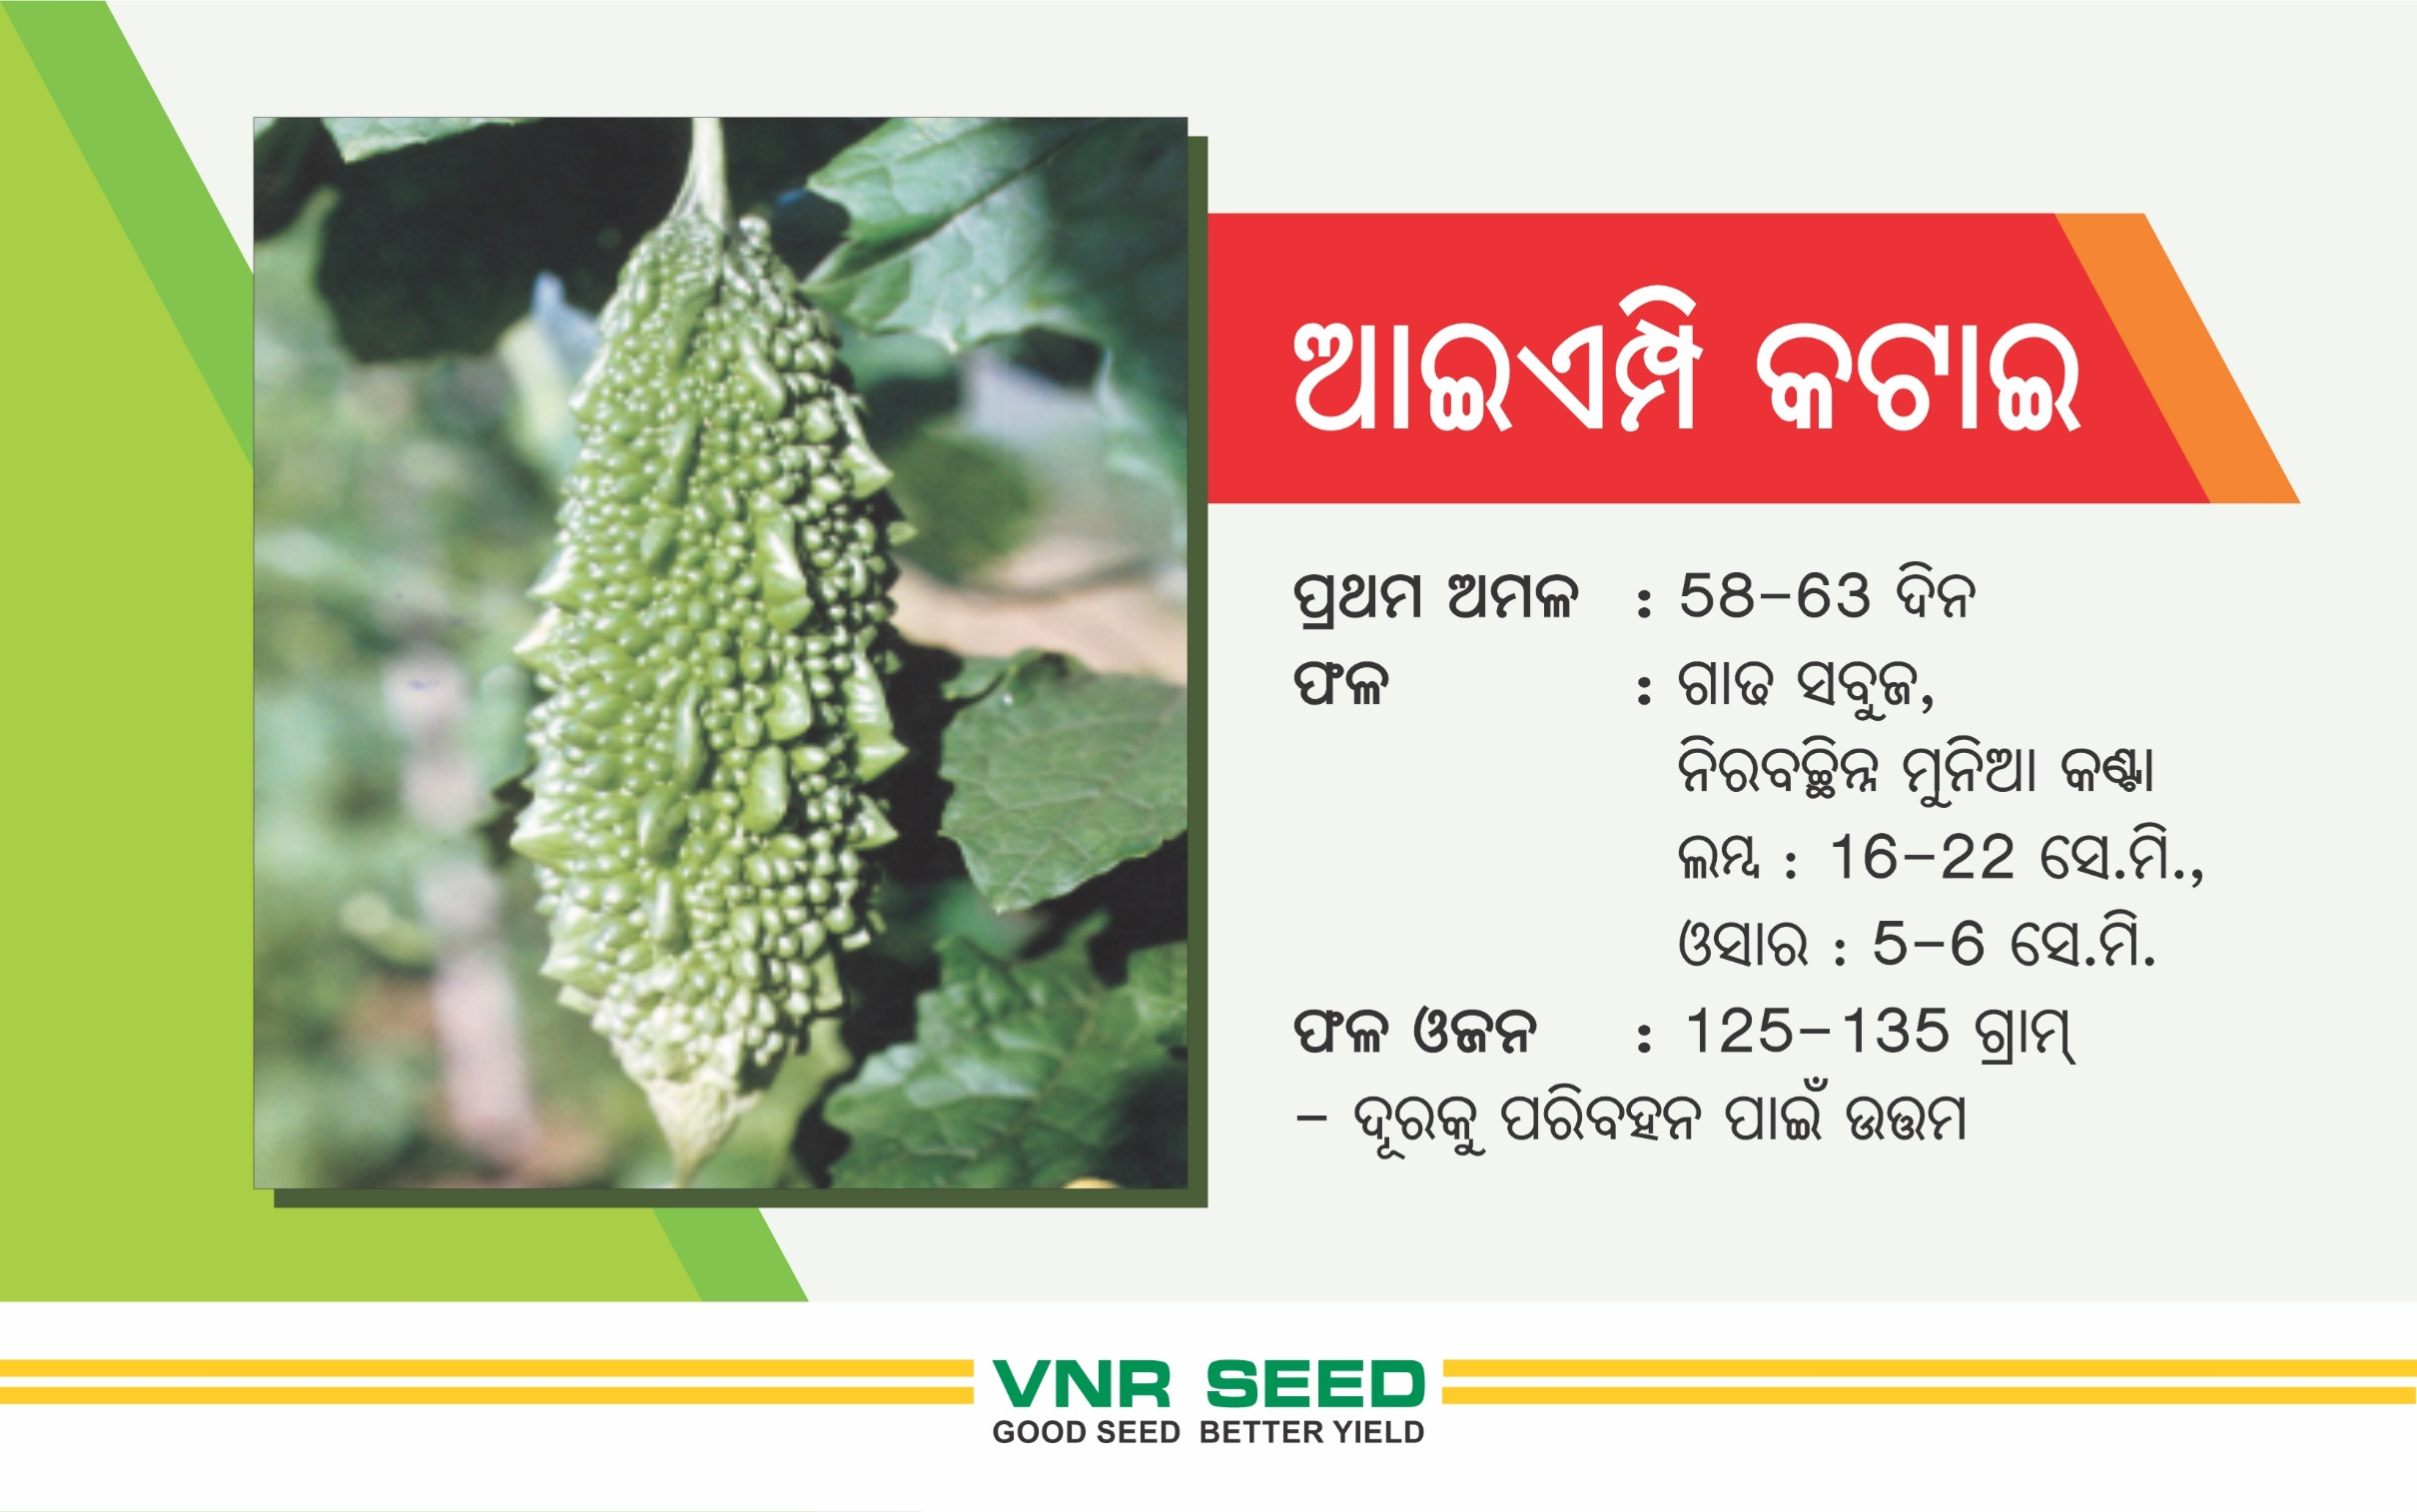 ଆଇଏମ୍ପି କଟାଇ
ପ୍ରଥମ ଅମଳ : 58-63 ଦିନ
ଫଳ : ଗାଢ ସବୁଜ,
ନିରବଚ୍ଛିନ୍ନ ମୁନିଆ କଣ୍ଟା
ଲମ୍ବ : 16-22 ସେ.ମି.,
ଓସାର : 5-6 ସେ.ମି.
ଫଳ ଓଜନ : 125-135 ଗ୍ରାମ୍
- ଦୂରକୁ ପରିବହନ ପାଇଁ ଉତ୍ତମ
VNR SEED
GOOD SEED BETTER YIELD